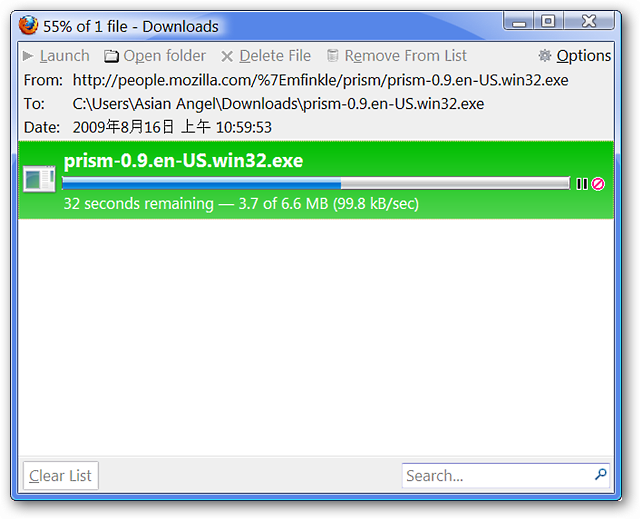 55% of 1 file - Downloads
Launch Open folder Delete File Remove From List Options
From: http://people.mozilla.com/%7Emfinkle/prism/prism-0.9.en-US.win32.exe
To: C:\Users\Asian Angel\Downloads\prism-0.9.en-US.win32.exe
Date: 2009年8月16日 上午 10:59:53
prism-0.9.en-US.win32.exe
32 seconds remaining — 3.7 of 6.6 MB (99.8 kB/sec)
Clear List Search...